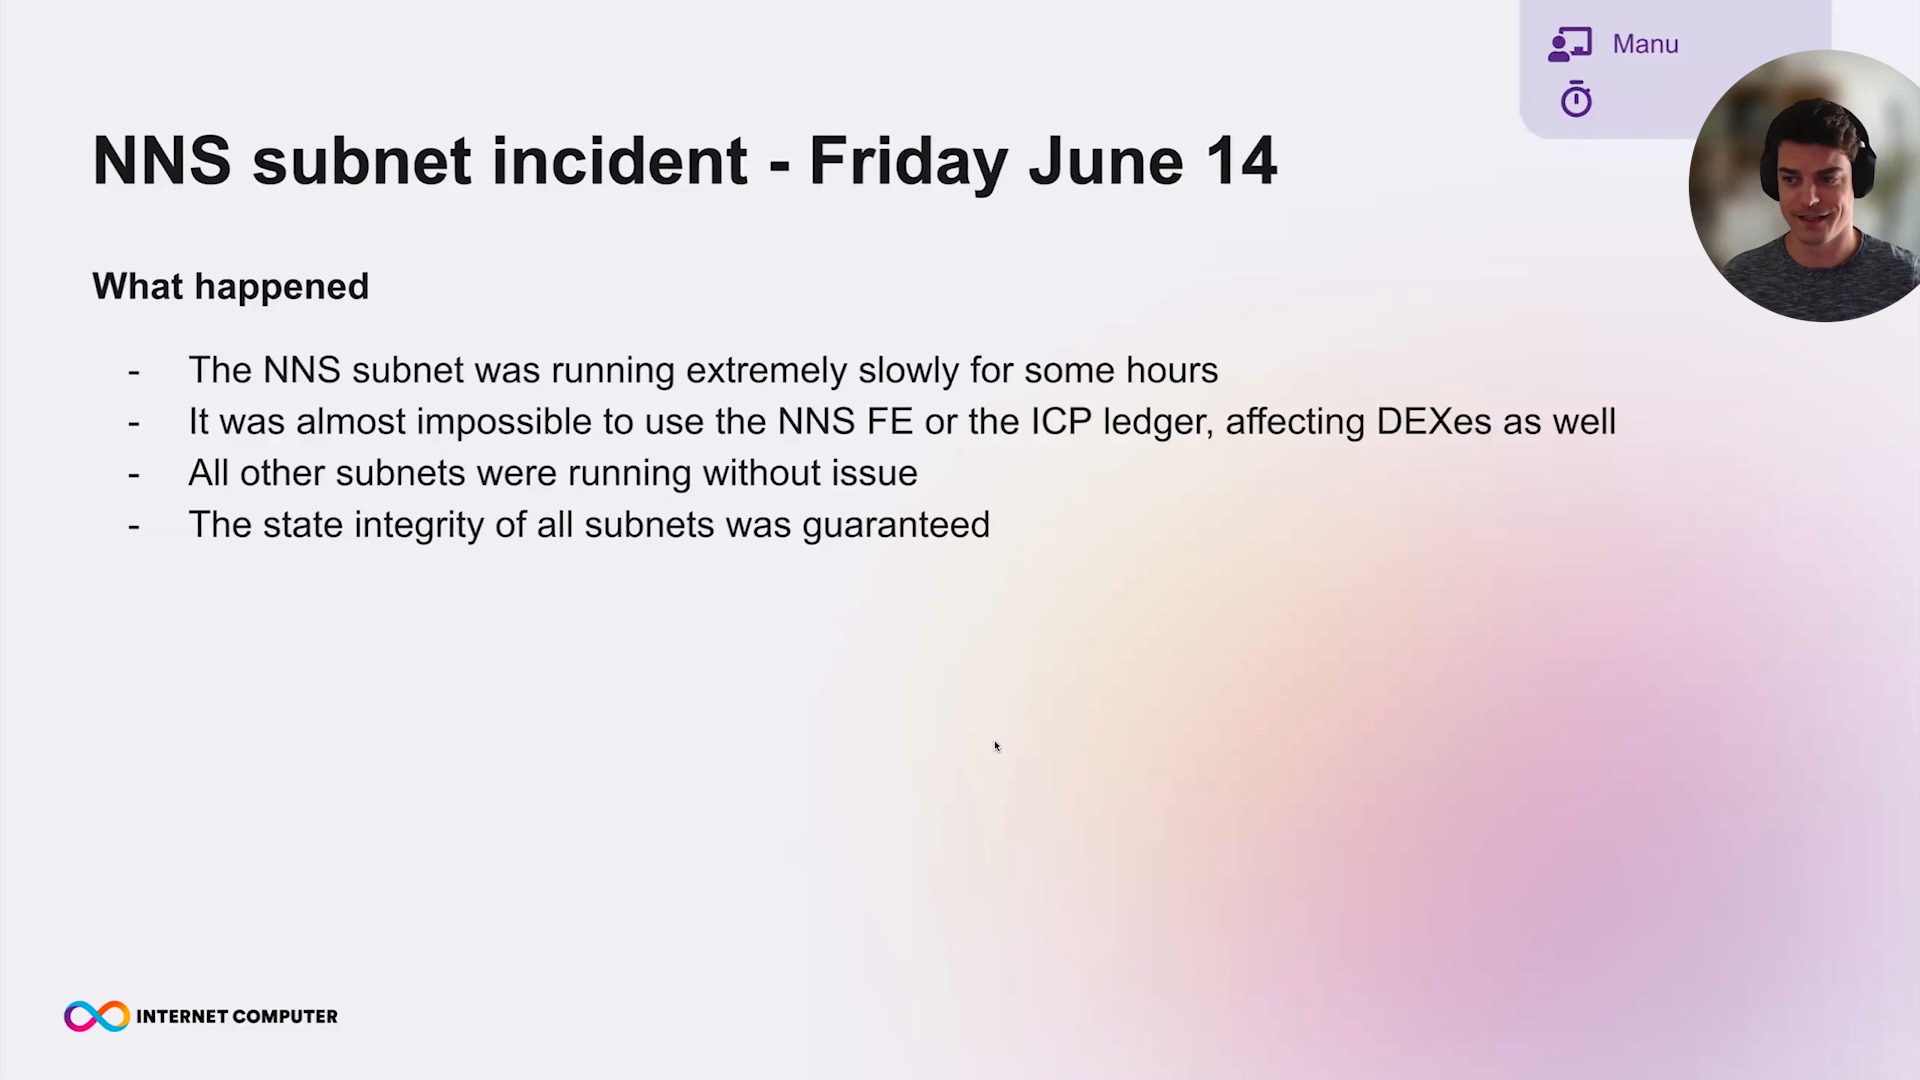 Manu
NNS subnet incident - Friday June 14
What happened
- The NNS subnet was running extremely slowly for some hours
- It was almost impossible to use the NNS FE or the ICP ledger, affecting DEXes as well
- All other subnets were running without issue
- The state integrity of all subnets was guaranteed
INTERNET COMPUTER